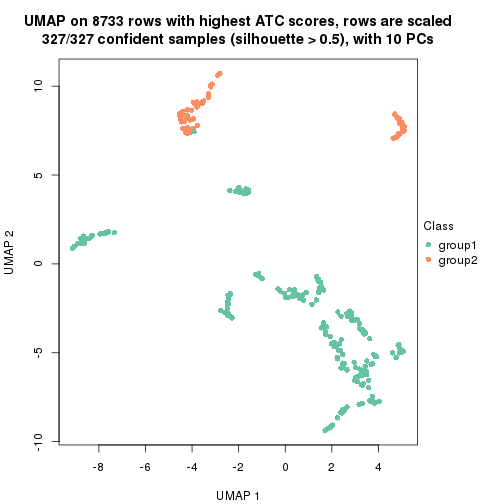 UMAP on 8733 rows with highest ATC scores, rows are scaled
327/327 confident samples (silhouette > 0.5), with 10 PCs
10
5
0
-5
-10
UMAP 2
Class
group1
group2
-8 -6 -4 -2 0 2 4
UMAP 1